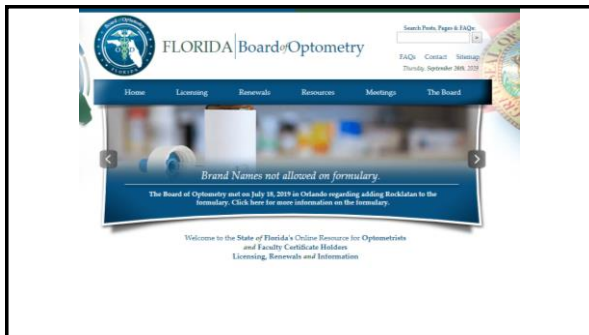 Search Posts, Pages & FAQs
FLORIDA Board of Optometry
FAQs Contact Sitemap
Thursday, September 26th, 2019
Home Licensing Renewals Resources Meetings The Board
Brand Names not allowed on formulary.
The Board of Optometry met on July 18, 2019 in Orlando regarding adding Rocklatan to the
formulary. Click here for more information on the formulary.
Welcome to the State of Florida's Online Resource for Optometrists
and Faculty Certificate Holders
Licensing, Renewals and Information